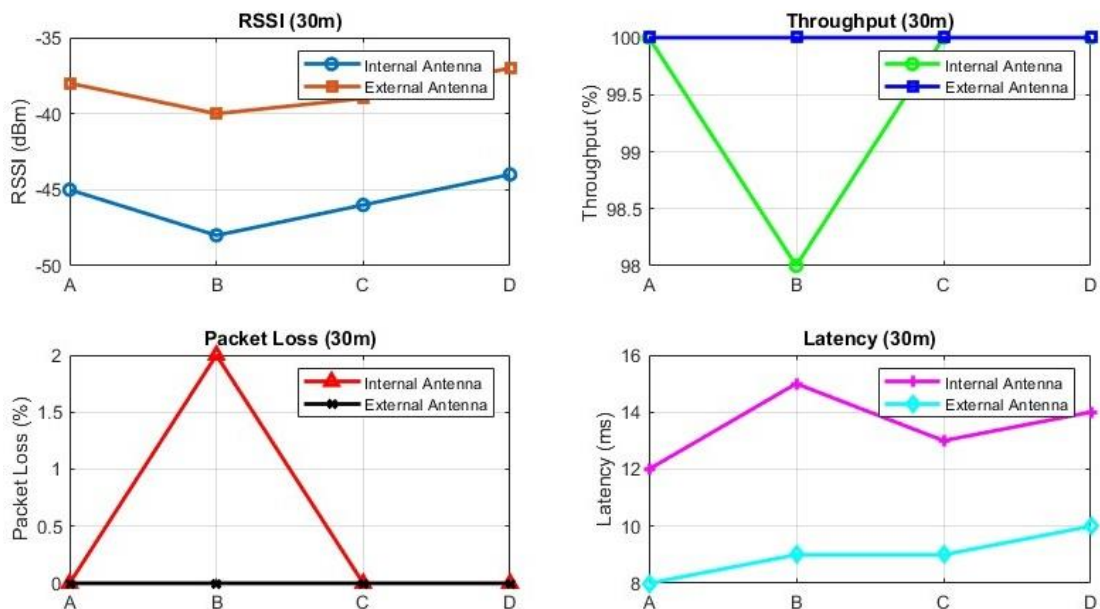 RSSI (30m)
-35
-40
-45
-50
RSSI (dBm)
A B C D
Internal Antenna
External Antenna
Throughput (30m)
100
99.5
99
98.5
98
Throughput (%)
A B C D
Internal Antenna
External Antenna
Packet Loss (30m)
2
1.5
1
0.5
0
Packet Loss (%)
A B C D
Internal Antenna
External Antenna
Latency (30m)
16
14
12
10
8
Latency (ms)
A B C D
Internal Antenna
External Antenna